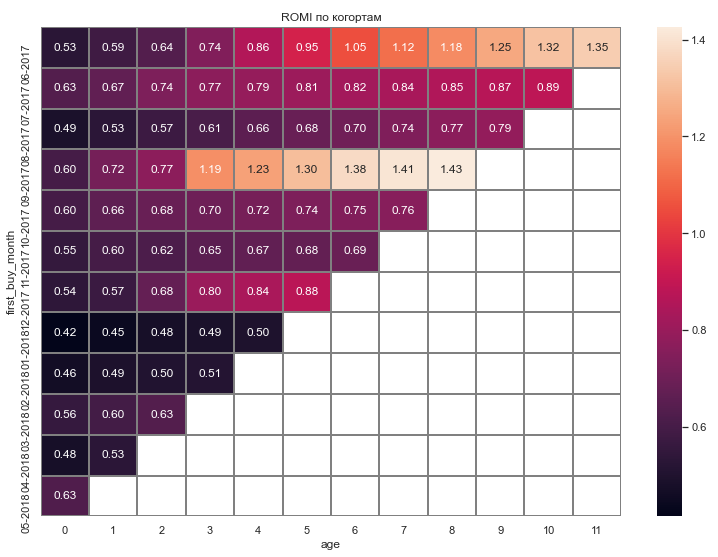 ROMI по когортам
06-2017 0.53 0.59 0.64 0.74 0.86 0.95 1.05 1.12 1.18 1.25 1.32 1.35
07-2017 0.63 0.67 0.74 0.77 0.79 0.81 0.82 0.84 0.85 0.87 0.89
08-2017 0.49 0.53 0.57 0.61 0.66 0.68 0.70 0.74 0.77 0.79
09-2017 0.60 0.72 0.77 1.19 1.23 1.30 1.38 1.41 1.43
10-2017 0.60 0.66 0.68 0.70 0.72 0.74 0.75 0.76
11-2017 0.55 0.60 0.62 0.65 0.67 0.68 0.69
12-2017 0.54 0.57 0.68 0.80 0.84 0.88
01-2018 0.42 0.45 0.48 0.49 0.50
02-2018 0.46 0.49 0.50 0.51
03-2018 0.56 0.60 0.63
04-2018 0.48 0.53
05-2018 0.63
0 1 2 3 4 5 6 7 8 9 10 11
age
first_buy_month
1.4
1.2
1.0
0.8
0.6